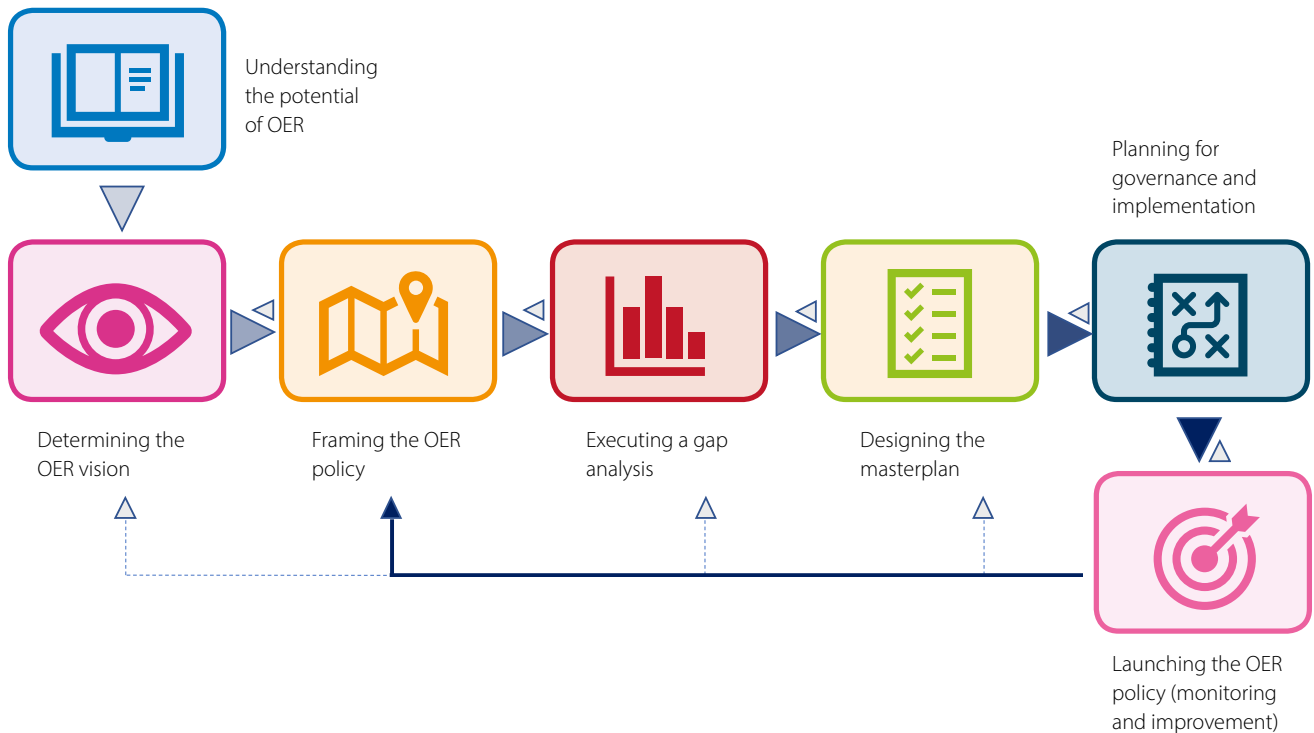 Understanding
the potential
of OER
Planning for
governance and
implementation
Determining the
OER vision
Framing the OER
policy
Executing a gap
analysis
Designing the
masterplan
Launching the OER
policy (monitoring
and improvement)